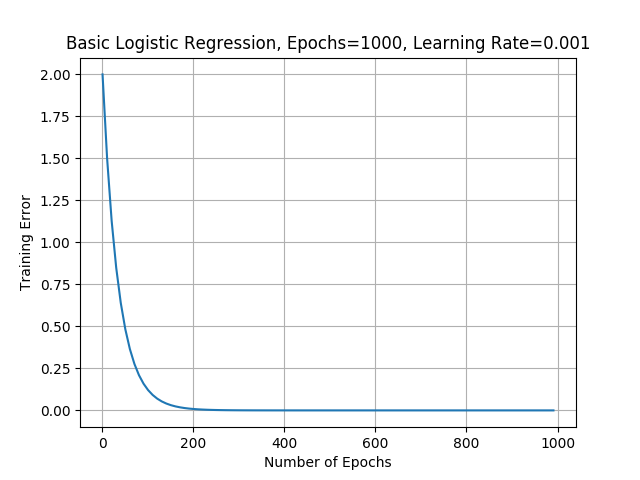 Basic Logistic Regression, Epochs=1000, Learning Rate=0.001
2.00
1.75
1.50
1.25
1.00
0.75
0.50
0.25
0.00
Training Error
0 200 400 600 800 1000
Number of Epochs